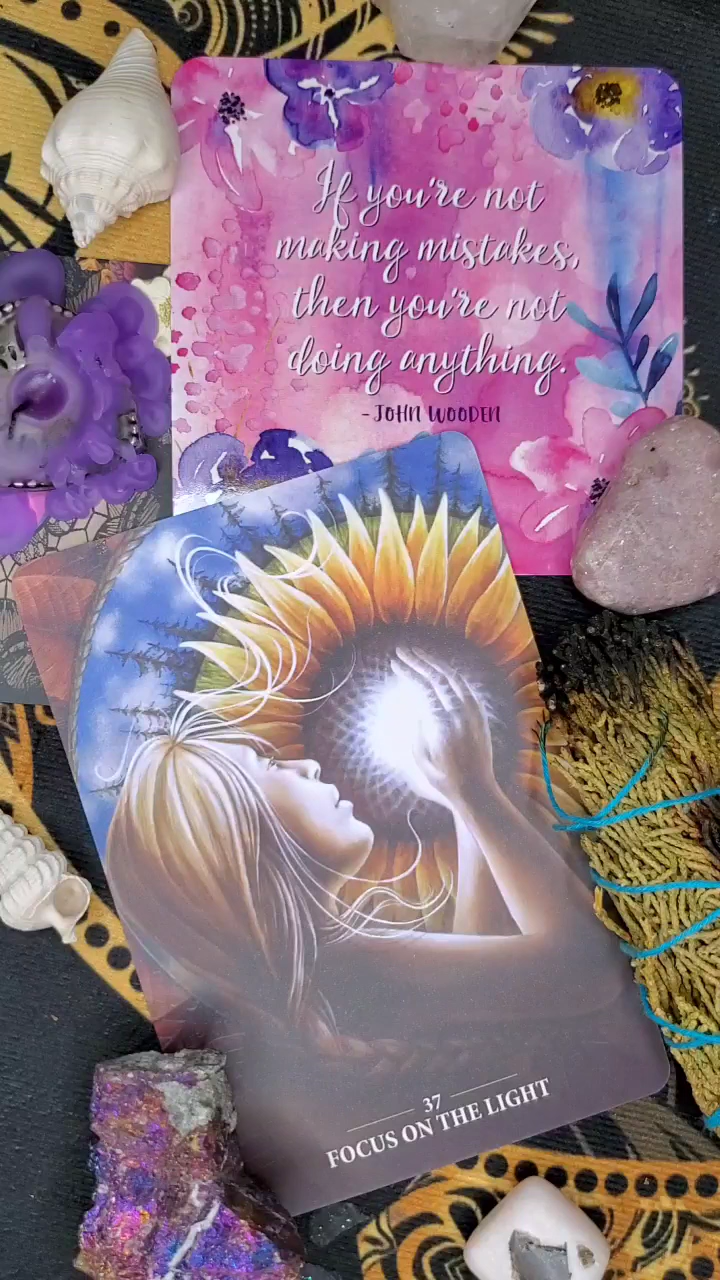 If you're not
making mistakes,
then you're not
doing anything.
- JOHN WOODEN
37
FOCUS ON THE LIGHT